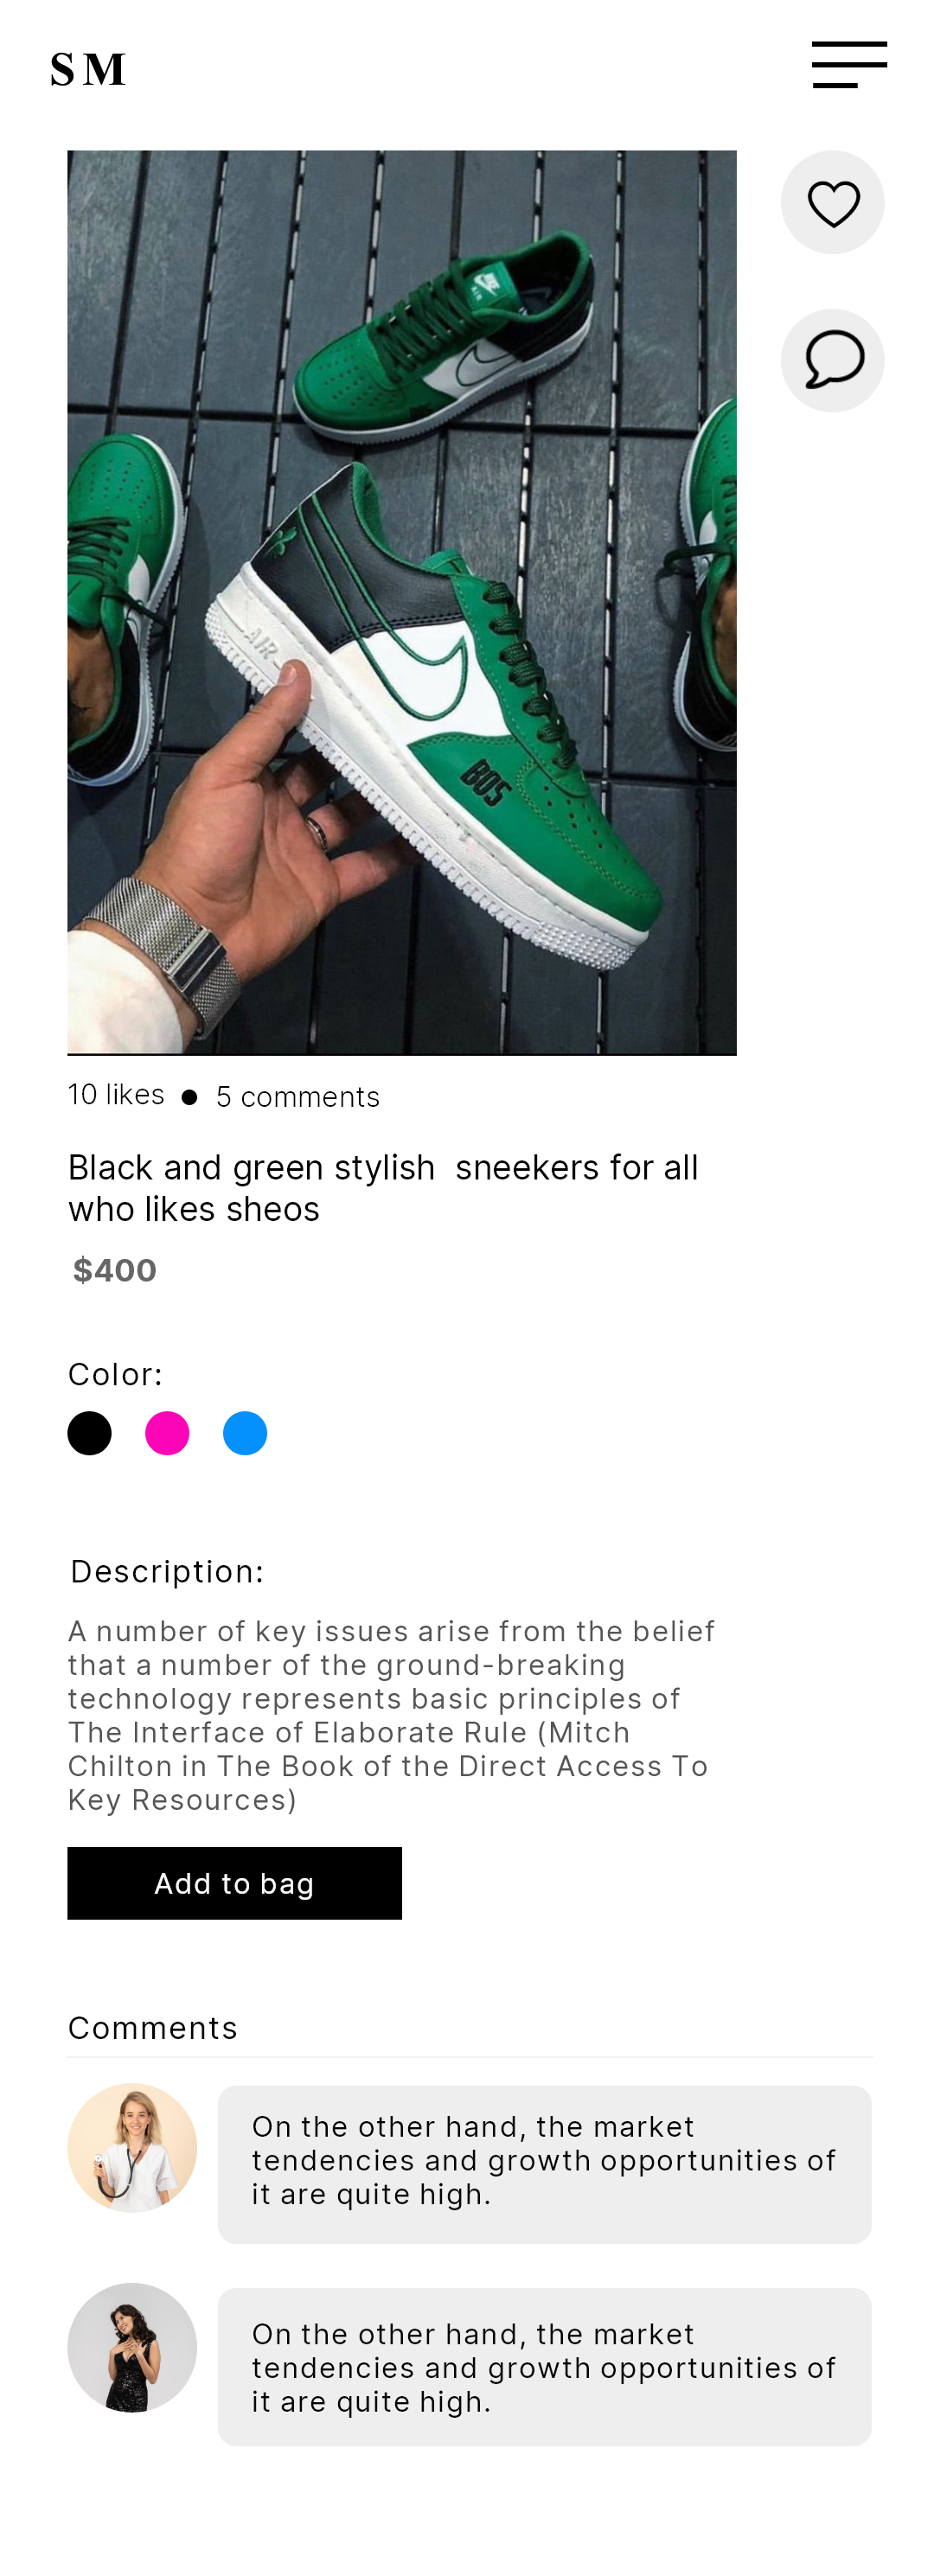 S M
NIKE
AIR
AIR
BOS
10 likes ● 5 comments
Black and green stylish  sneekers for all
who likes sheos
$400
Color:
Description:
A number of key issues arise from the belief
that a number of the ground-breaking
technology represents basic principles of
The Interface of Elaborate Rule (Mitch
Chilton in The Book of the Direct Access To
Key Resources)
Add to bag
Comments
On the other hand, the market
tendencies and growth opportunities of
it are quite high.
On the other hand, the market
tendencies and growth opportunities of
it are quite high.